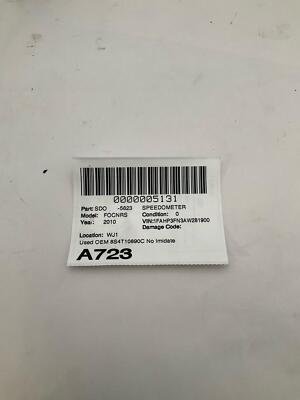 0000005131
Part: SDO -5623 SPEEDOMETER
Model: FOCNRS Condition: 0
Year: 2010 VIN:1FAHP3FN3AW281900
Damage Code:
Location: WJ1
Used OEM 8S4T10890C No Imidate
A723